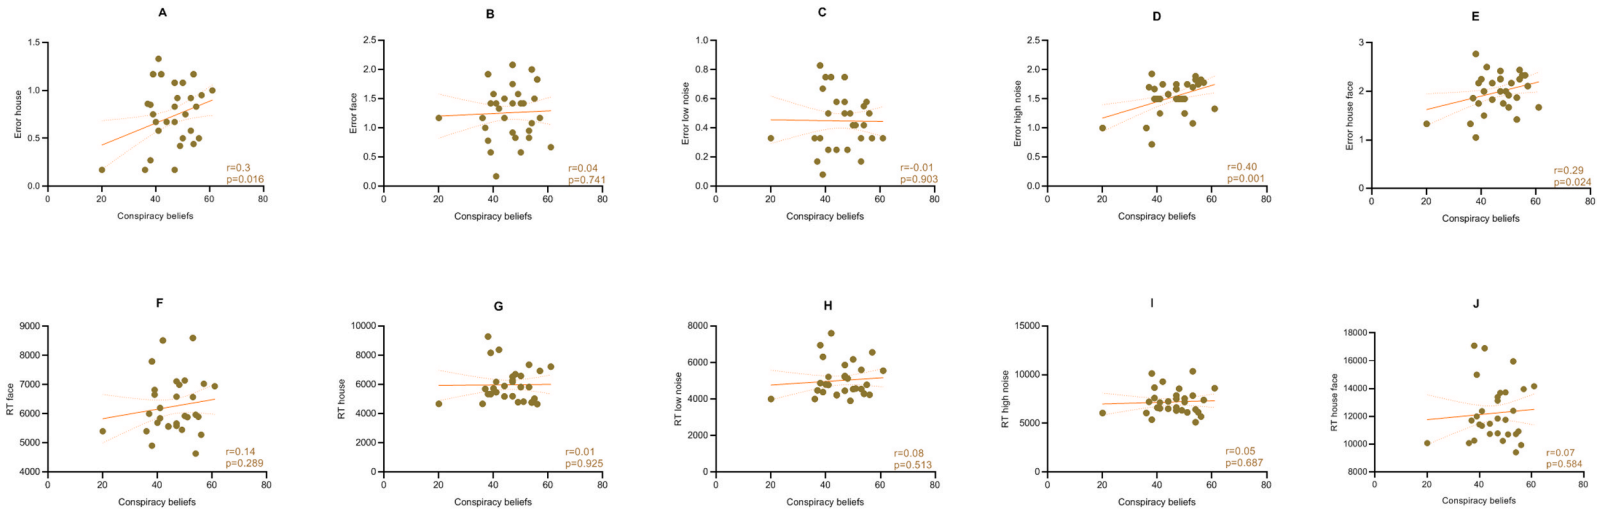 A
Error house
1.5
1.0
0.5
0.0
0
20
40
60
80
r=0.3
p=0.016
Conspiracy beliefs
B
Error face
2.5
2.0
1.5
1.0
0.5
0.0
0
20
40
60
80
r=0.04
p=0.741
Conspiracy beliefs
C
Error low noise
1.0
0.8
0.6
0.4
0.2
0.0
0
20
40
60
80
r=-0.01
p=0.903
Conspiracy beliefs
D
Error high noise
2.5
2.0
1.5
1.0
0.5
0.0
0
20
40
60
80
r=0.40
p=0.001
Conspiracy beliefs
E
Error house face
3
2
1
0
0
20
40
60
80
r=0.29
p=0.024
Conspiracy beliefs
F
RT face
9000
8000
7000
6000
5000
4000
0
20
40
60
80
r=0.14
p=0.289
Conspiracy beliefs
G
RT house
10000
8000
6000
4000
2000
0
0
20
40
60
80
r=0.01
p=0.925
Conspiracy beliefs
H
RT low noise
8000
6000
4000
2000
0
0
20
40
60
80
r=0.08
p=0.513
Conspiracy beliefs
I
RT high noise
15000
10000
5000
0
0
20
40
60
80
r=0.05
p=0.687
Conspiracy beliefs
J
RT house face
18000
16000
14000
12000
10000
8000
0
20
40
60
80
r=0.07
p=0.584
Conspiracy beliefs